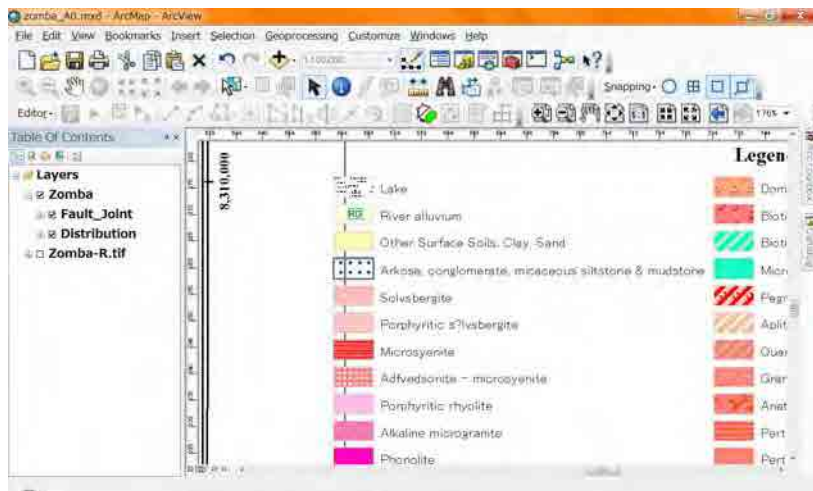 zomba_A0.mxd - ArcMap - ArcView
File Edit View Bookmarks Insert Selection Geoprocessing Customize Windows Help
Snapping
Editor
176%
Table Of Contents
Layers
Zomba
Fault_Joint
Distribution
Zomba-R.tif
8,310,000
Legen
Lake
River alluvium
Other Surface Soils, Clay, Sand
Arkose, conglomerate, micaceous siltstone & mudstone
Solvsbergite
Porphyritic s?lvsbergite
Microsyenite
Adfvedsonite - microsyenite
Porphyritic rhyolite
Alkaline microgranite
Phonolite
Dom
Bioti
Bioti
Micr
Pegr
Aplit
Quar
Gran
Anat
Pert
Pert